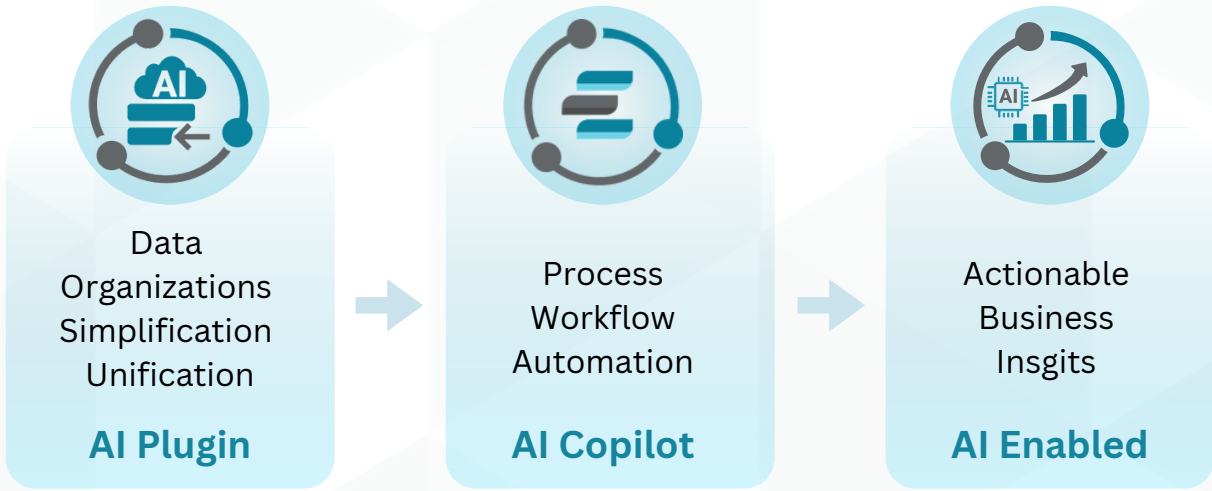 AI
Data
Organizations
Simplification
Unification
AI Plugin
Process
Workflow
Automation
AI Copilot
AI
Actionable
Business
Insgits
AI Enabled